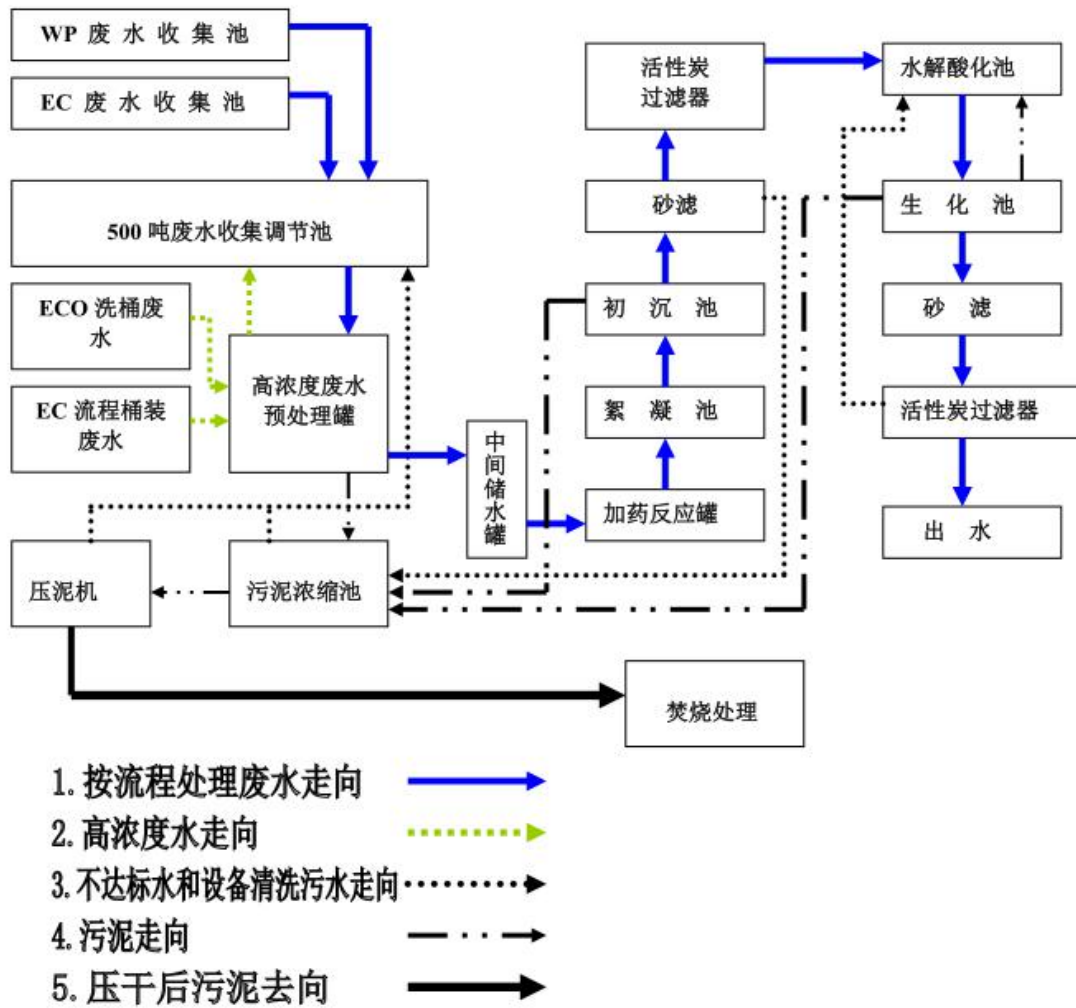 WP 废 水 收 集 池
EC 废 水 收 集 池
500 吨废水收集调节池
ECO 洗桶废
水
EC 流程桶装
废水
高浓度废水
预处理罐
压泥机
污泥浓缩池
中
间
储
水
罐
活性炭
过滤器
砂滤
初 沉 池
絮 凝 池
加药反应罐
水解酸化池
生 化 池
砂 滤
活性炭过滤器
出 水
焚烧处理
1.按流程处理废水走向
2.高浓度水走向
3.不达标水和设备清洗污水走向
4.污泥走向
5.压干后污泥去向